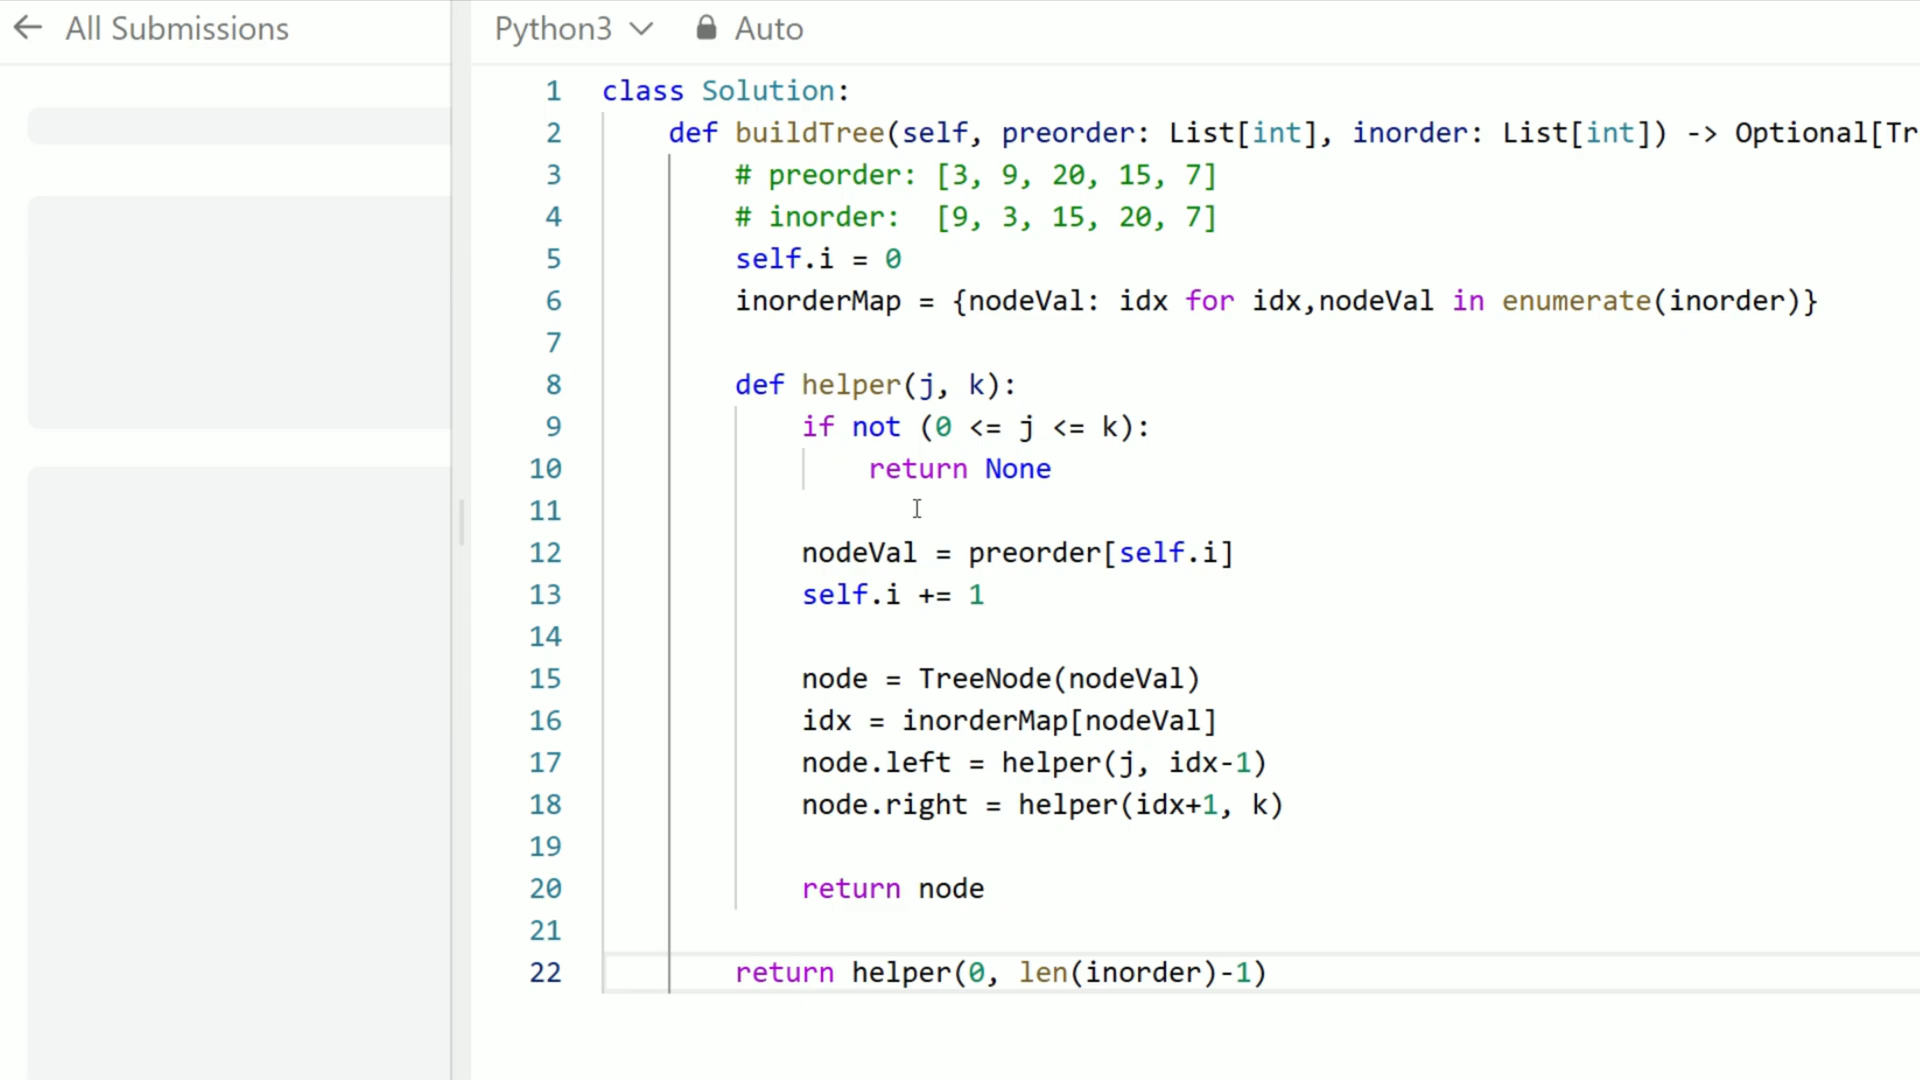 All Submissions
Python3
Auto
1 class Solution:
2     def buildTree(self, preorder: List[int], inorder: List[int]) -> Optional[Tr
3         # preorder: [3, 9, 20, 15, 7]
4         # inorder:  [9, 3, 15, 20, 7]
5         self.i = 0
6         inorderMap = {nodeVal: idx for idx,nodeVal in enumerate(inorder)}
7
8         def helper(j, k):
9             if not (0 <= j <= k):
10                 return None
11
12             nodeVal = preorder[self.i]
13             self.i += 1
14
15             node = TreeNode(nodeVal)
16             idx = inorderMap[nodeVal]
17             node.left = helper(j, idx-1)
18             node.right = helper(idx+1, k)
19
20             return node
21
22         return helper(0, len(inorder)-1)